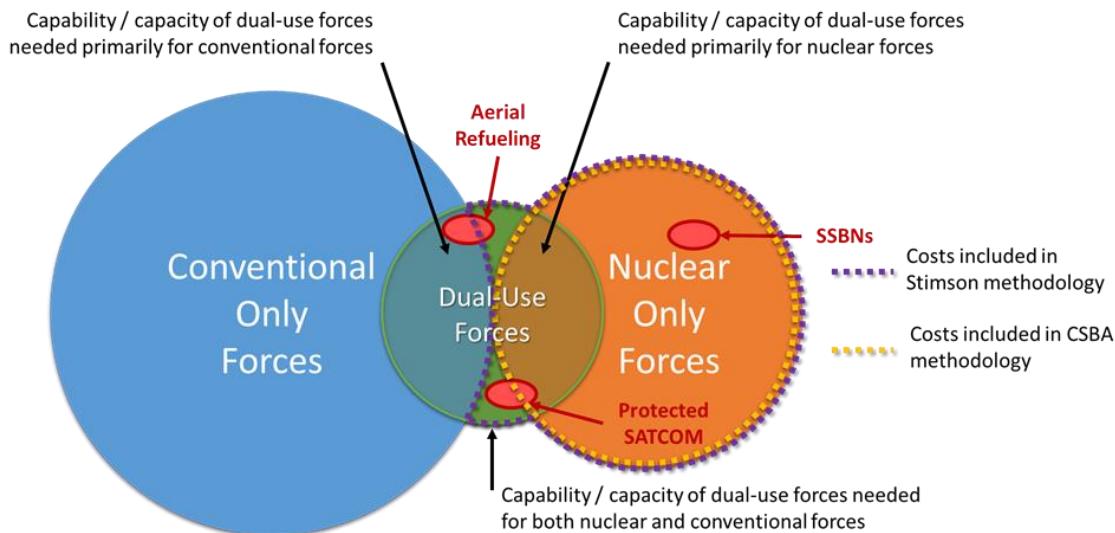 Capability / capacity of dual-use forces
needed primarily for conventional forces
Capability / capacity of dual-use forces
needed primarily for nuclear forces
Aerial
Refueling
SSBNs
Conventional
Only
Forces
Dual-Use
Forces
Nuclear
Only
Forces
Costs included in
Stimson methodology
Costs included in CSBA
methodology
Protected
SATCOM
Capability / capacity of dual-use forces needed
for both nuclear and conventional forces